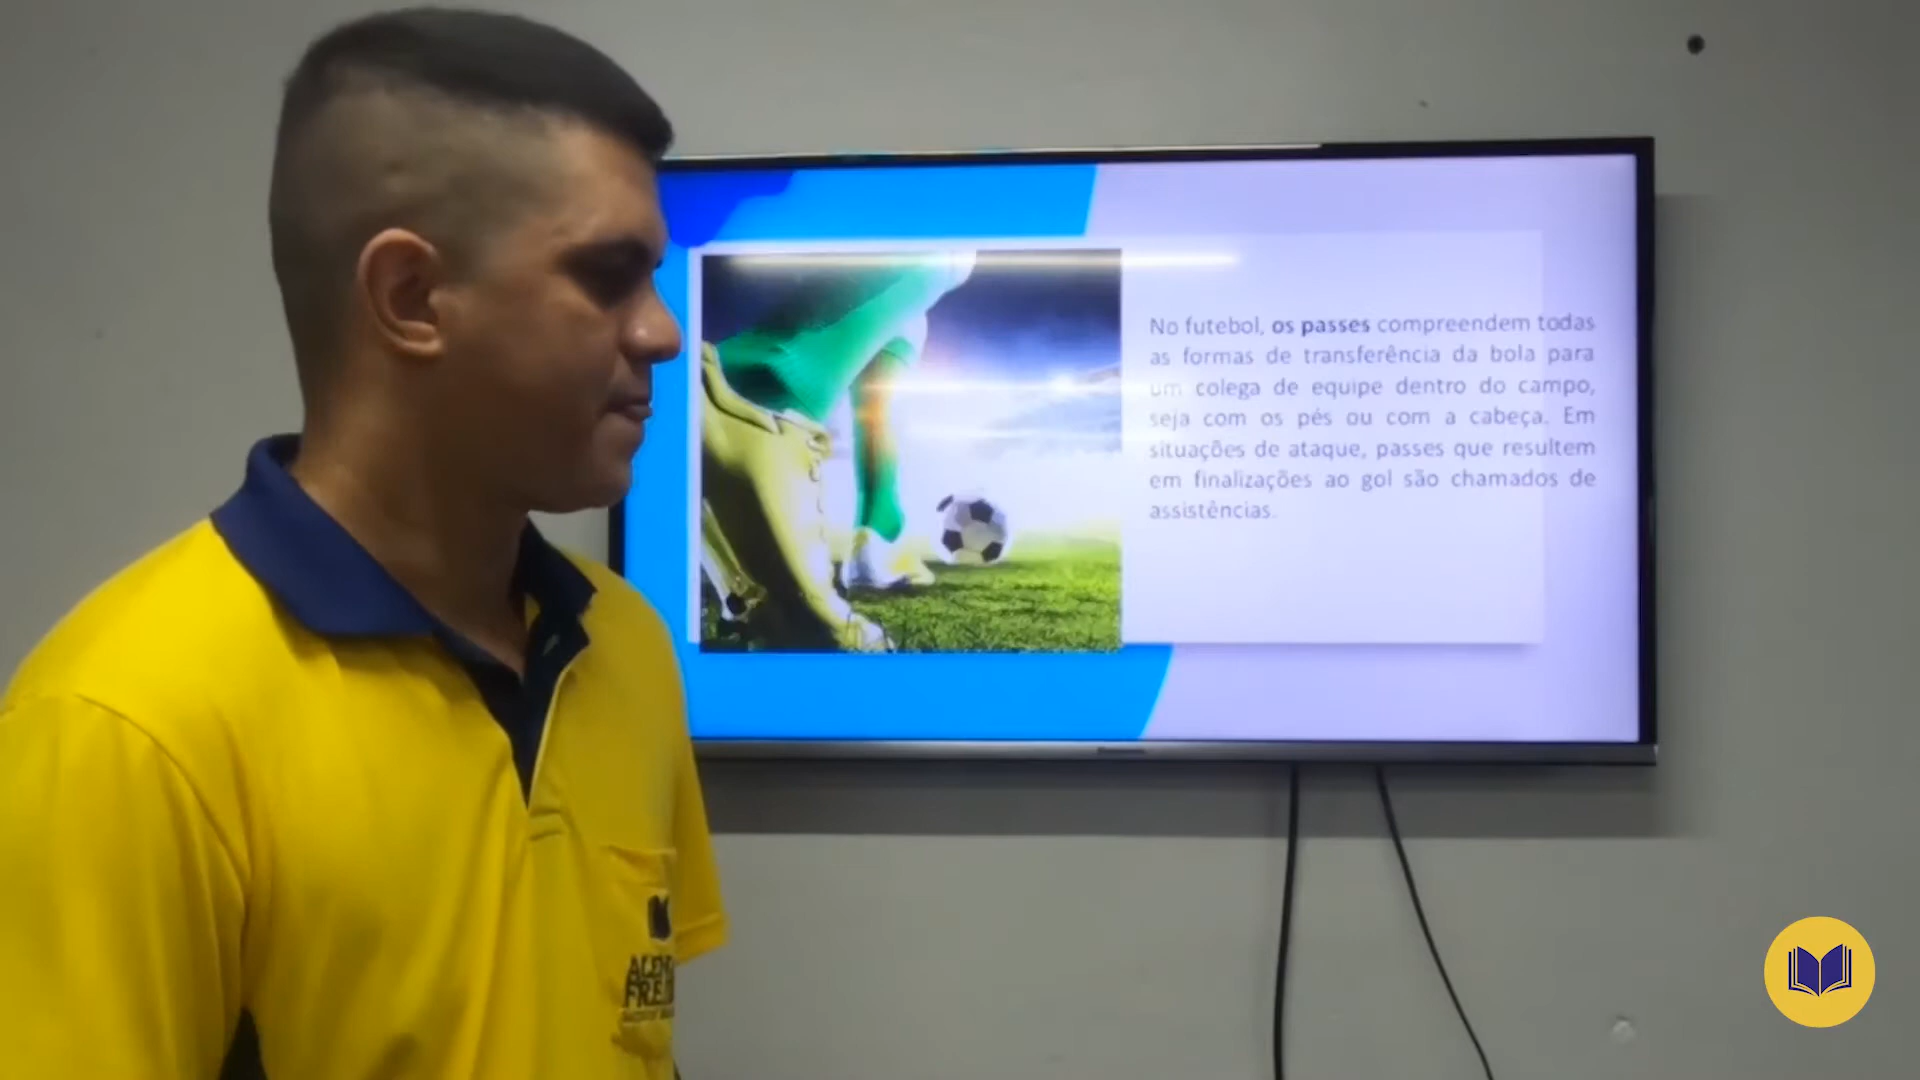 No futebol, os passes compreendem todas
as formas de transferência da bola para
um colega de equipe dentro do campo,
seja com os pés ou com a cabeça. Em
situações de ataque, passes que resultem
em finalizações ao gol são chamados de
assistências.